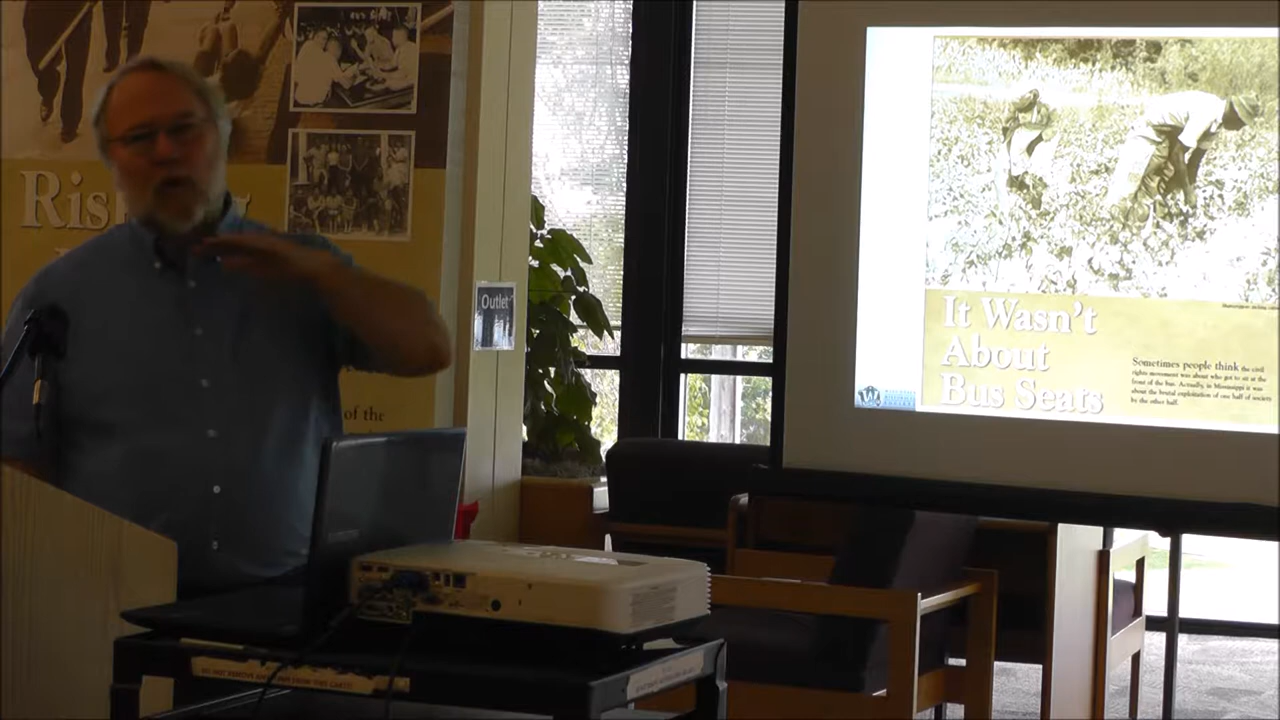 of the
Outlet
It Wasn't
About
Bus Seats
Sometimes people think the civil
rights movement was about who got to sit at the
front of the bus. Actually, in Mississippi it was
about the brutal exploitation of one half of society
by the other half.